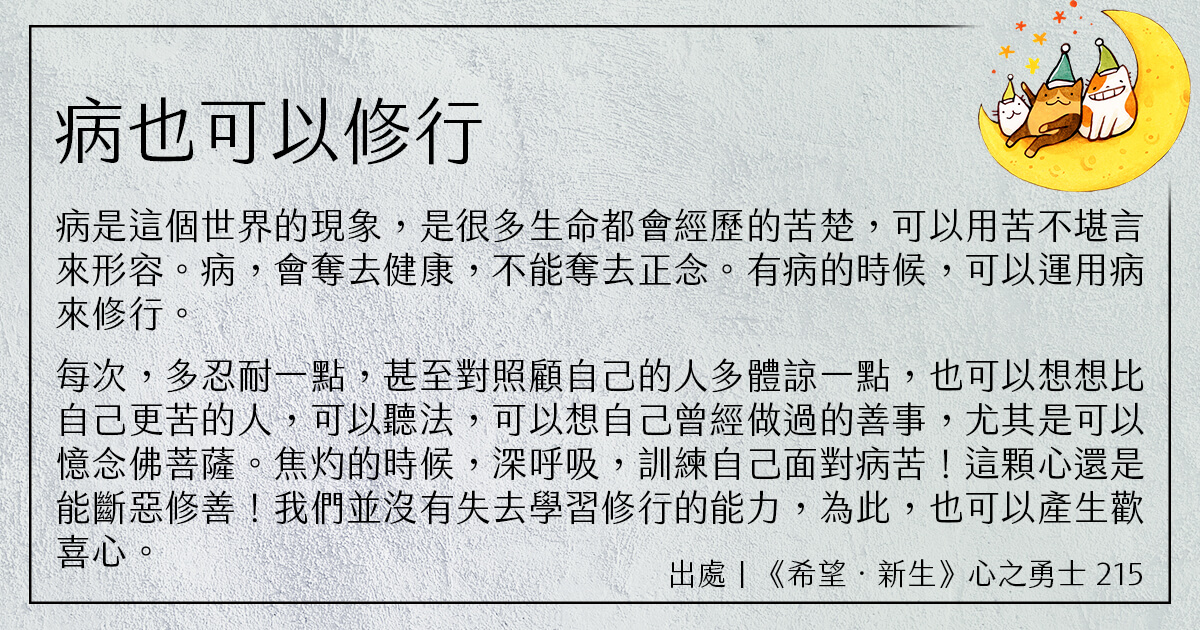 病也可以修行
病是這個世界的現象，是很多生命都會經歷的苦楚，可以用苦不堪言
來形容。病，會奪去健康，不能奪去正念。有病的時候，可以運用病
來修行。
每次，多忍耐一點，甚至對照顧自己的人多體諒一點，也可以想想比
自己更苦的人，可以聽法，可以想自己曾經做過的善事，尤其是可以
憶念佛菩薩。焦灼的時候，深呼吸，訓練自己面對病苦！這顆心還是
能斷惡修善！我們並沒有失去學習修行的能力，為此，也可以產生歡
喜心。
出處 | 《希望．新生》心之勇士 215